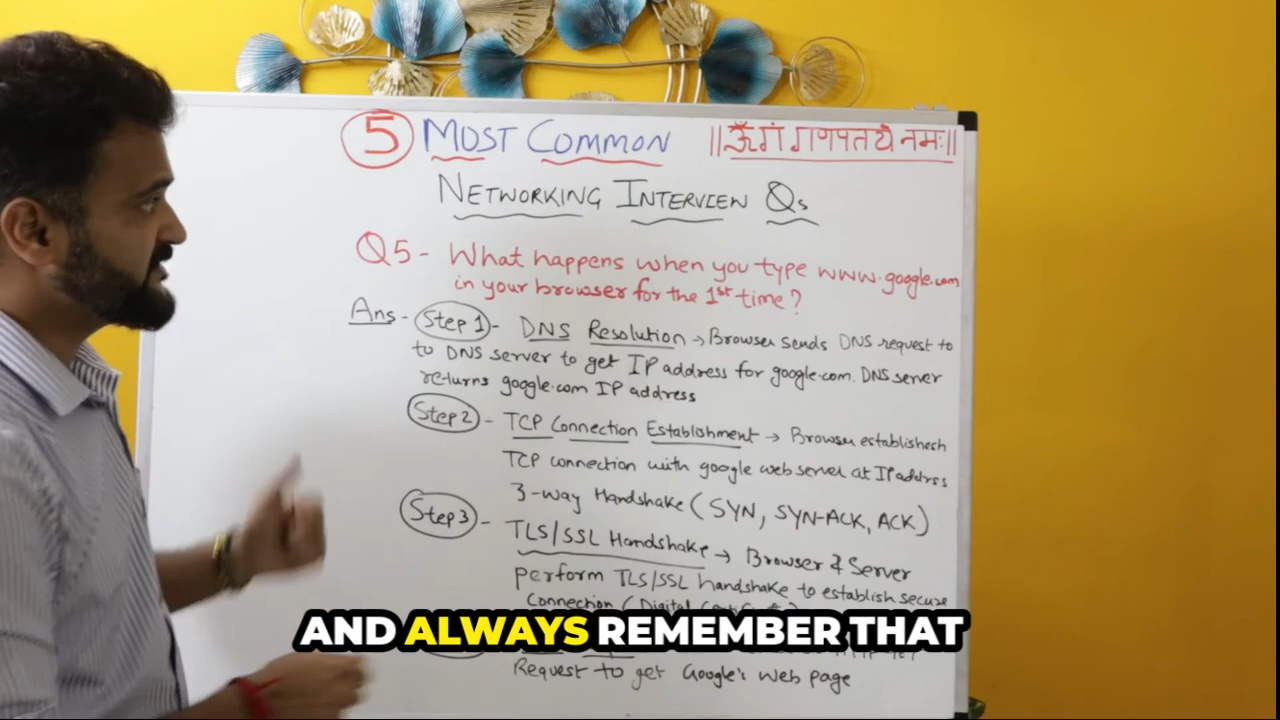 5 MOST COMMON
||ॐ गं गणपतये नमः||
NETWORKING INTERVIEW Qs
Q5- What happens when you type www.google.com
in your browser for the 1st time?
Ans- Step 1 - DNS Resolution → Browser sends DNS request to
to DNS server to get IP address for google.com. DNS server
returns google.com IP address
Step 2 - TCP Connection Establishment → Browser establishesh
TCP connection with google web server at IP addrss
3-way Handshake (SYN, SYN-ACK, ACK)
Step 3 - TLS/SSL Handshake → Browser & Server
perform TLS/SSL handshake to establish secure
Connection (Digital
AND ALWAYS REMEMBER THAT
Request to get Google's web page